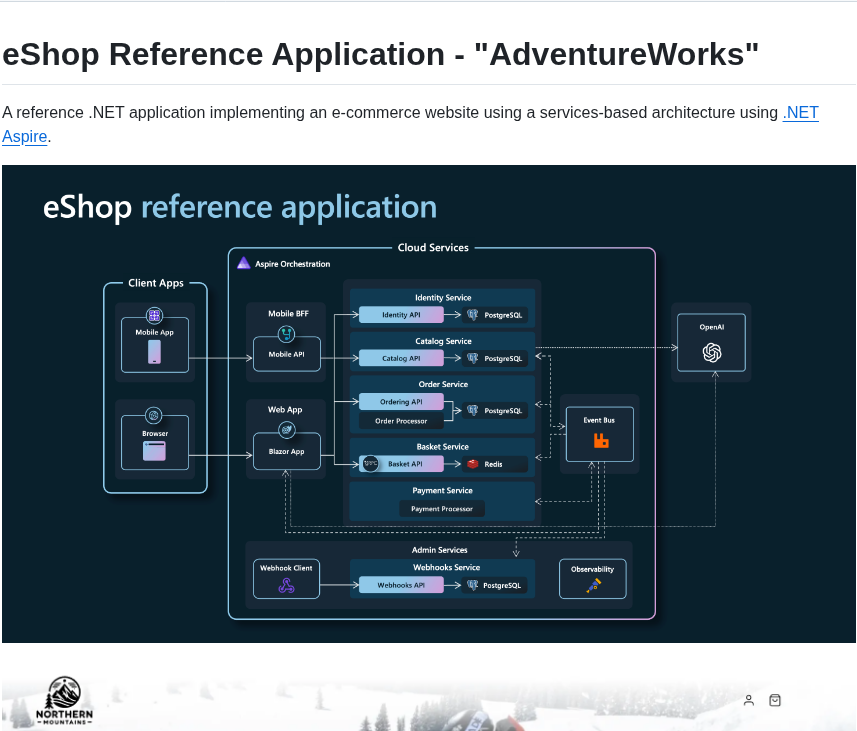 eShop Reference Application - "AdventureWorks"
A reference .NET application implementing an e-commerce website using a services-based architecture using .NET
Aspire.
eShop reference application
Cloud Services
Aspire Orchestration
Client Apps
Mobile App
Browser
Mobile BFF
Mobile API
Web App
Blazor App
Identity Service
Identity API
PostgreSQL
Catalog Service
Catalog API
PostgreSQL
Order Service
Ordering API
Order Processor
PostgreSQL
Basket Service
Basket API
Redis
Payment Service
Payment Processor
Event Bus
OpenAI
Admin Services
Webhook Client
Webhooks Service
Webhooks API
PostgreSQL
Observability
NORTHERN
MOUNTAINS